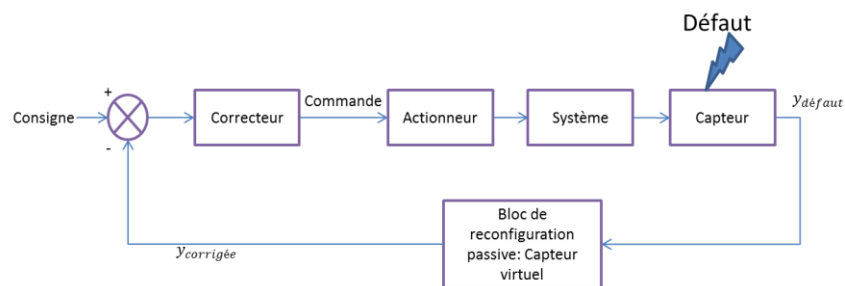 Défaut
+
Consigne
-
Correcteur
Commande
Actionneur
Système
Capteur
y_défaut
Bloc de
reconfiguration
passive: Capteur
virtuel
y_corrigée